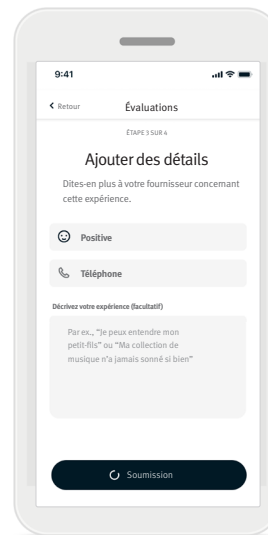 9:41
Retour
Évaluations
ÉTAPE 3 SUR 4
Ajouter des détails
Dites-en plus à votre fournisseur concernant
cette expérience.
Positive
Téléphone
Décrivez votre expérience (facultatif)
Par ex., “Je peux entendre mon
petit-fils” ou “Ma collection de
musique n’a jamais sonné si bien”
Soumission